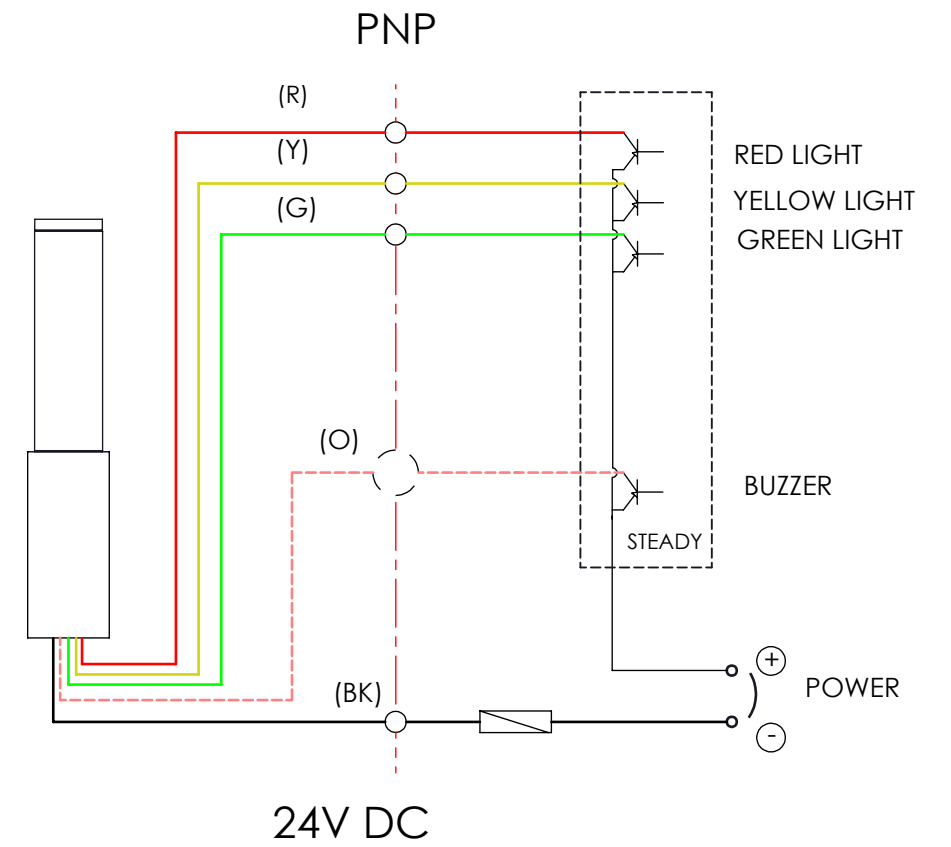 PNP
(R)
(Y)
(G)
RED LIGHT
YELLOW LIGHT
GREEN LIGHT
(O)
BUZZER
STEADY
(BK)
+
POWER
-
24V DC